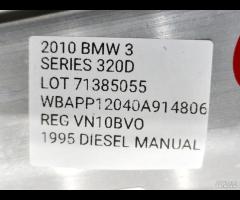 2010 BMW 3
SERIES 320D
LOT 71385055
WBAPP12040A914806
REG VN10BVO
1995 DIESEL MANUAL